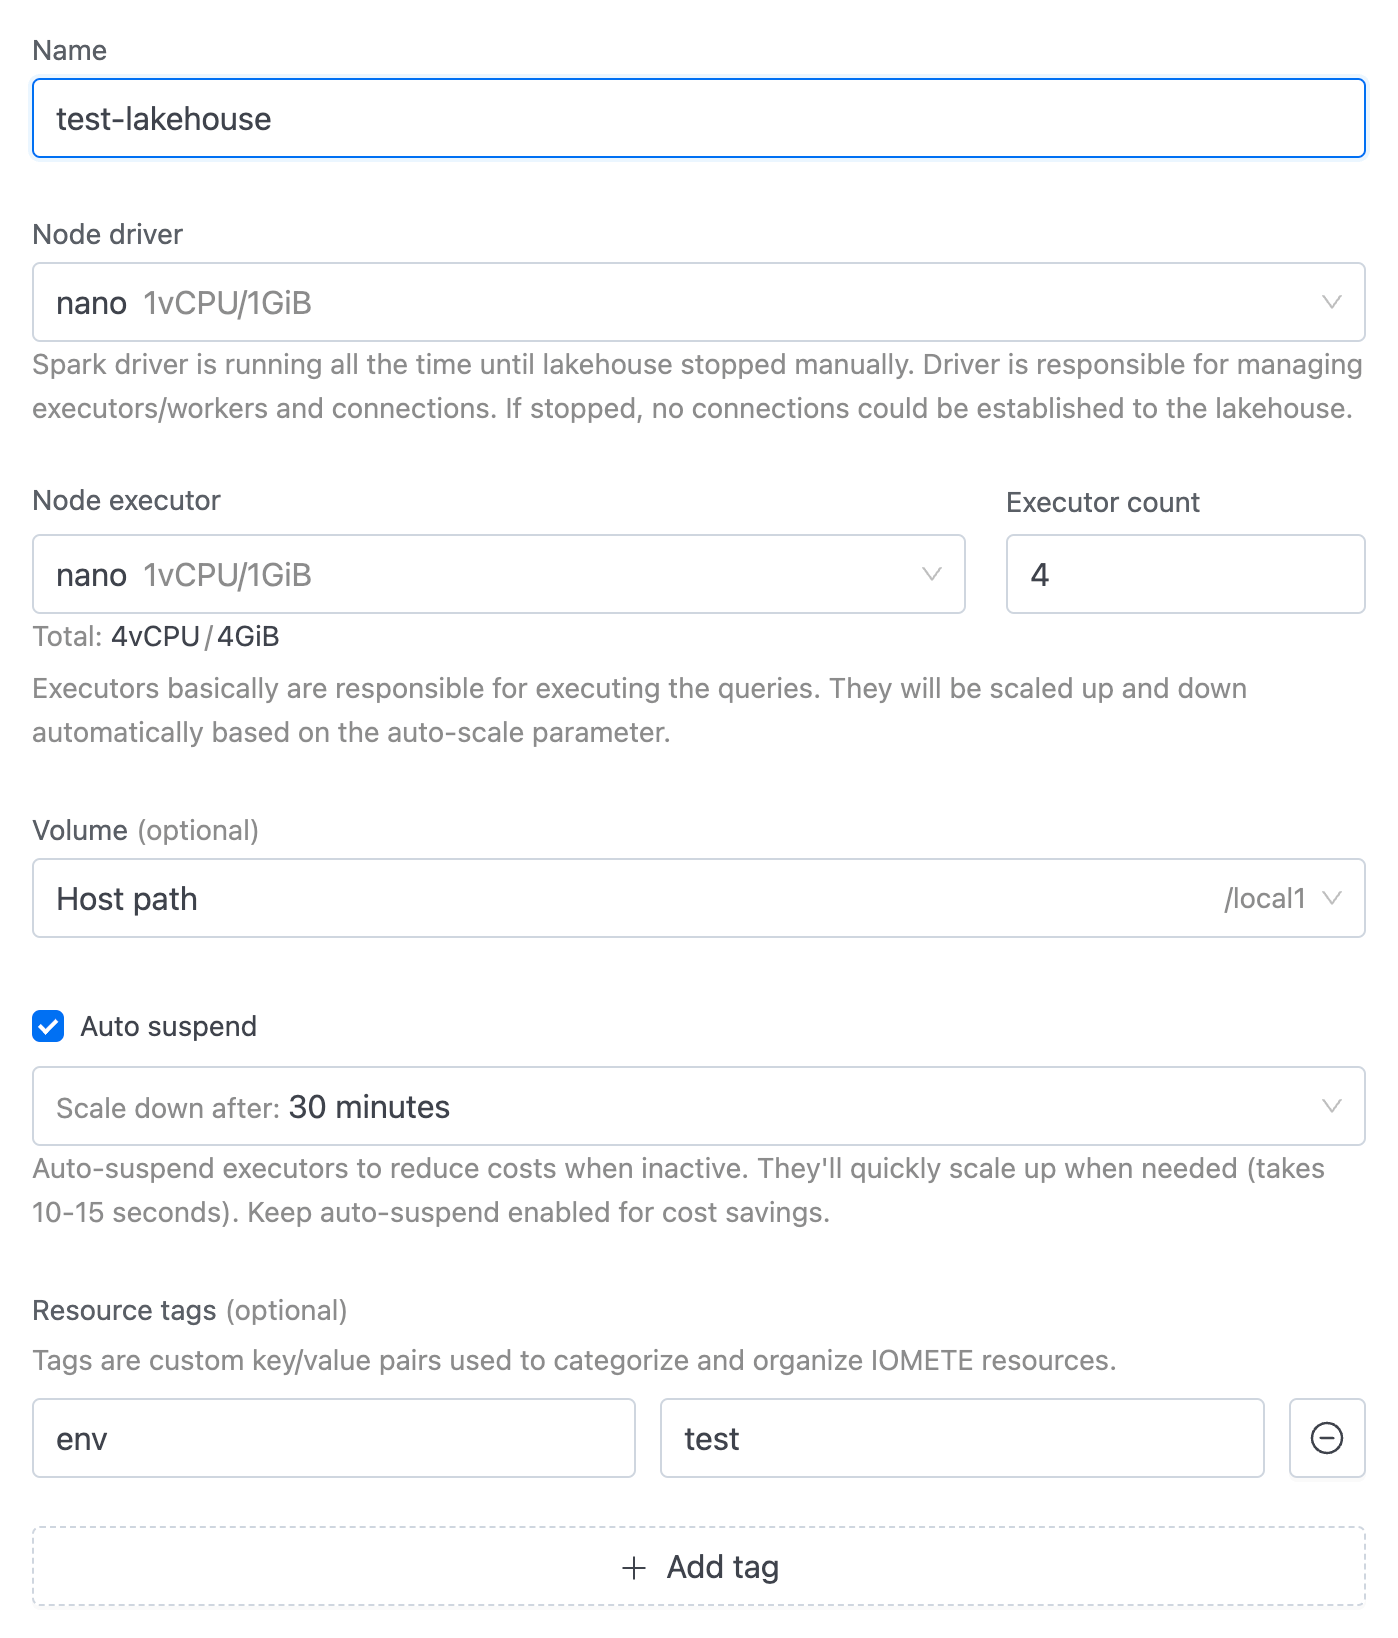 Name
test-lakehouse
Node driver
nano 1vCPU/1GiB
Spark driver is running all the time until lakehouse stopped manually. Driver is responsible for managing
executors/workers and connections. If stopped, no connections could be established to the lakehouse.
Node executor
Executor count
nano 1vCPU/1GiB
4
Total: 4vCPU/4GiB
Executors basically are responsible for executing the queries. They will be scaled up and down
automatically based on the auto-scale parameter.
Volume (optional)
Host path /local1
Auto suspend
Scale down after: 30 minutes
Auto-suspend executors to reduce costs when inactive. They'll quickly scale up when needed (takes
10-15 seconds). Keep auto-suspend enabled for cost savings.
Resource tags (optional)
Tags are custom key/value pairs used to categorize and organize IOMETE resources.
env
test
Add tag